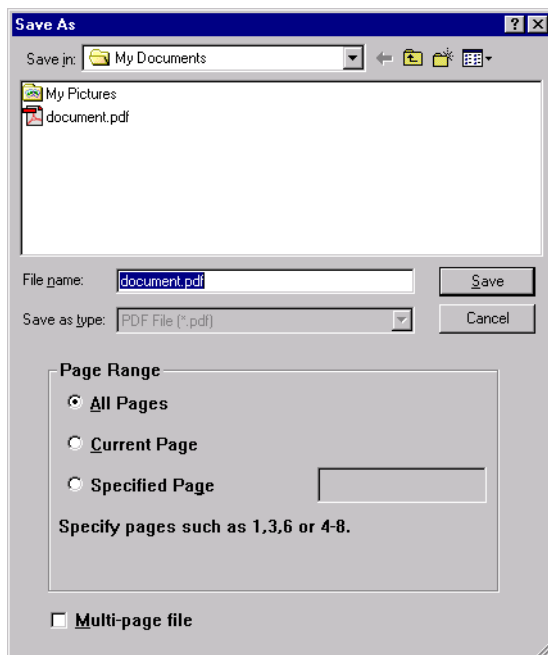 Save As
Save in: My Documents
My Pictures
document.pdf
File name: document.pdf Save
Save as type: PDF File (*.pdf) Cancel
Page Range
All Pages
Current Page
Specified Page
Specify pages such as 1,3,6 or 4-8.
Multi-page file